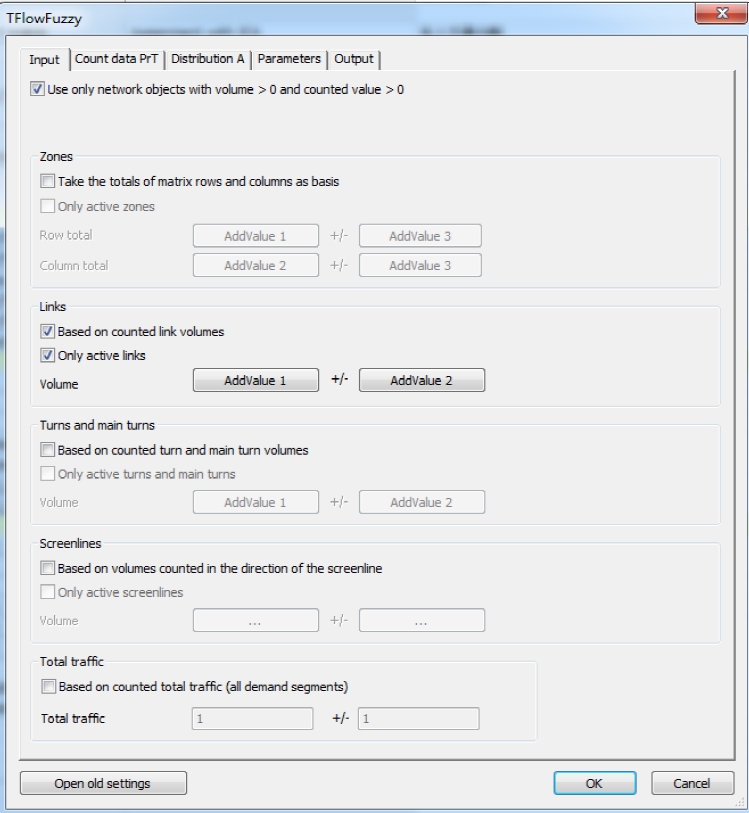 TFlowFuzzy
Input Count data PrT Distribution A Parameters Output
Use only network objects with volume > 0 and counted value > 0
Zones
Take the totals of matrix rows and columns as basis
Only active zones
Row total AddValue 1 +/- AddValue 3
Column total AddValue 2 +/- AddValue 3
Links
Based on counted link volumes
Only active links
Volume AddValue 1 +/- AddValue 2
Turns and main turns
Based on counted turn and main turn volumes
Only active turns and main turns
Volume AddValue 1 +/- AddValue 2
Screenlines
Based on volumes counted in the direction of the screenline
Only active screenlines
Volume ... +/- ...
Total traffic
Based on counted total traffic (all demand segments)
Total traffic 1 +/- 1
Open old settings OK Cancel